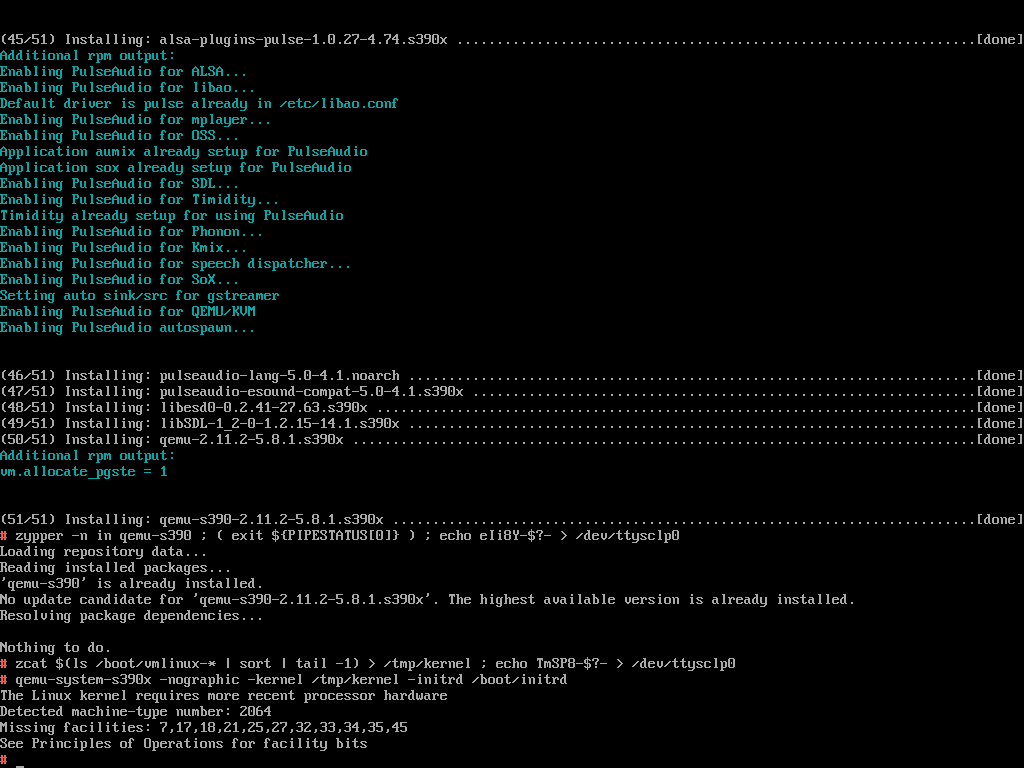 (45/51) Installing: alsa-plugins-pulse-1.0.27-4.74.s390x .................................................................[done]
Additional rpm output:
Enabling PulseAudio for ALSA...
Enabling PulseAudio for libao...
Default driver is pulse already in /etc/libao.conf
Enabling PulseAudio for mplayer...
Enabling PulseAudio for OSS...
Application aumix already setup for PulseAudio
Application sox already setup for PulseAudio
Enabling PulseAudio for SDL...
Enabling PulseAudio for Timidity...
Timidity already setup for using PulseAudio
Enabling PulseAudio for Phonon...
Enabling PulseAudio for Kmix...
Enabling PulseAudio for speech dispatcher...
Enabling PulseAudio for SoX...
Setting auto sink/src for gstreamer
Enabling PulseAudio for QEMU/KVM
Enabling PulseAudio autospawn...
(46/51) Installing: pulseaudio-lang-5.0-4.1.noarch .......................................................................[done]
(47/51) Installing: pulseaudio-esound-compat-5.0-4.1.s390x ...............................................................[done]
(48/51) Installing: libesd0-0.2.41-27.63.s390x ...........................................................................[done]
(49/51) Installing: libSDL-1_2-0-1.2.15-14.1.s390x .......................................................................[done]
(50/51) Installing: qemu-2.11.2-5.8.1.s390x ..............................................................................[done]
Additional rpm output:
vm.allocate_pgste = 1
(51/51) Installing: qemu-s390-2.11.2-5.8.1.s390x .........................................................................[done]
# zypper -n in qemu-s390 ; ( exit ${PIPESTATUS[0]} ) ; echo eIi8Y-$?- > /dev/ttysclp0
Loading repository data...
Reading installed packages...
'qemu-s390' is already installed.
No update candidate for 'qemu-s390-2.11.2-5.8.1.s390x'. The highest available version is already installed.
Resolving package dependencies...
Nothing to do.
# zcat $(ls /boot/vmlinux-* | sort | tail -1) > /tmp/kernel ; echo TmSP8-$?- > /dev/ttysclp0
# qemu-system-s390x -nographic -kernel /tmp/kernel -initrd /boot/initrd
The Linux kernel requires more recent processor hardware
Detected machine-type number: 2064
Missing facilities: 7,17,18,21,25,27,32,33,34,35,45
See Principles of Operations for facility bits
# _